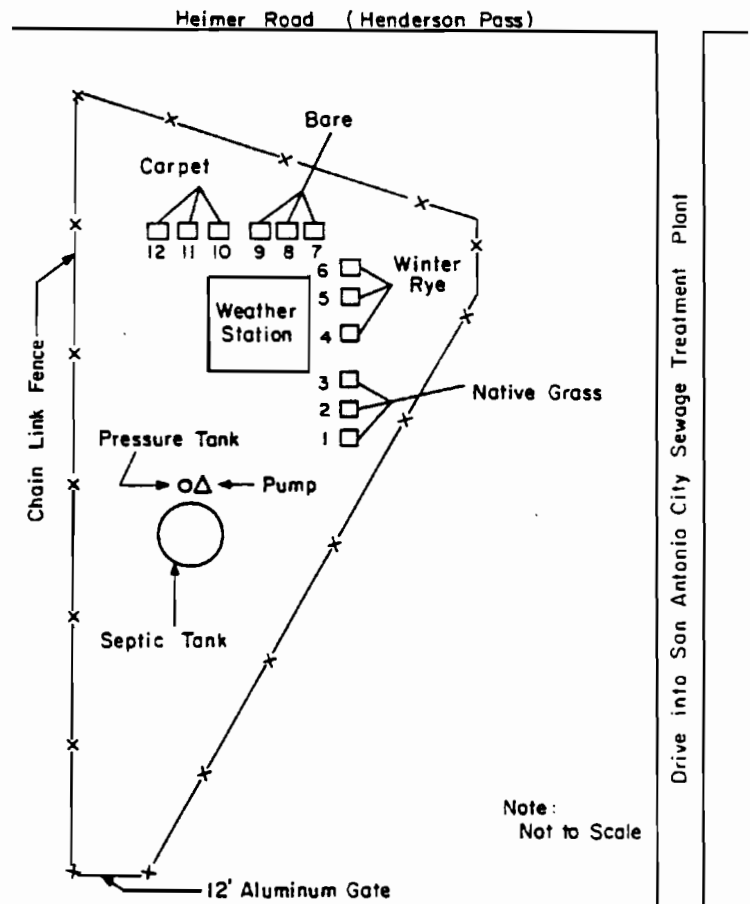 Heimer Road (Henderson Pass)
Bare
Carpet
12 11 10 9 8 7
6
5
4
Winter
Rye
Weather
Station
3
2
1
Native Grass
Chain Link Fence
Pressure Tank
Pump
Septic Tank
Drive into San Antonio City Sewage Treatment Plant
Note:
Not to Scale
12' Aluminum Gate